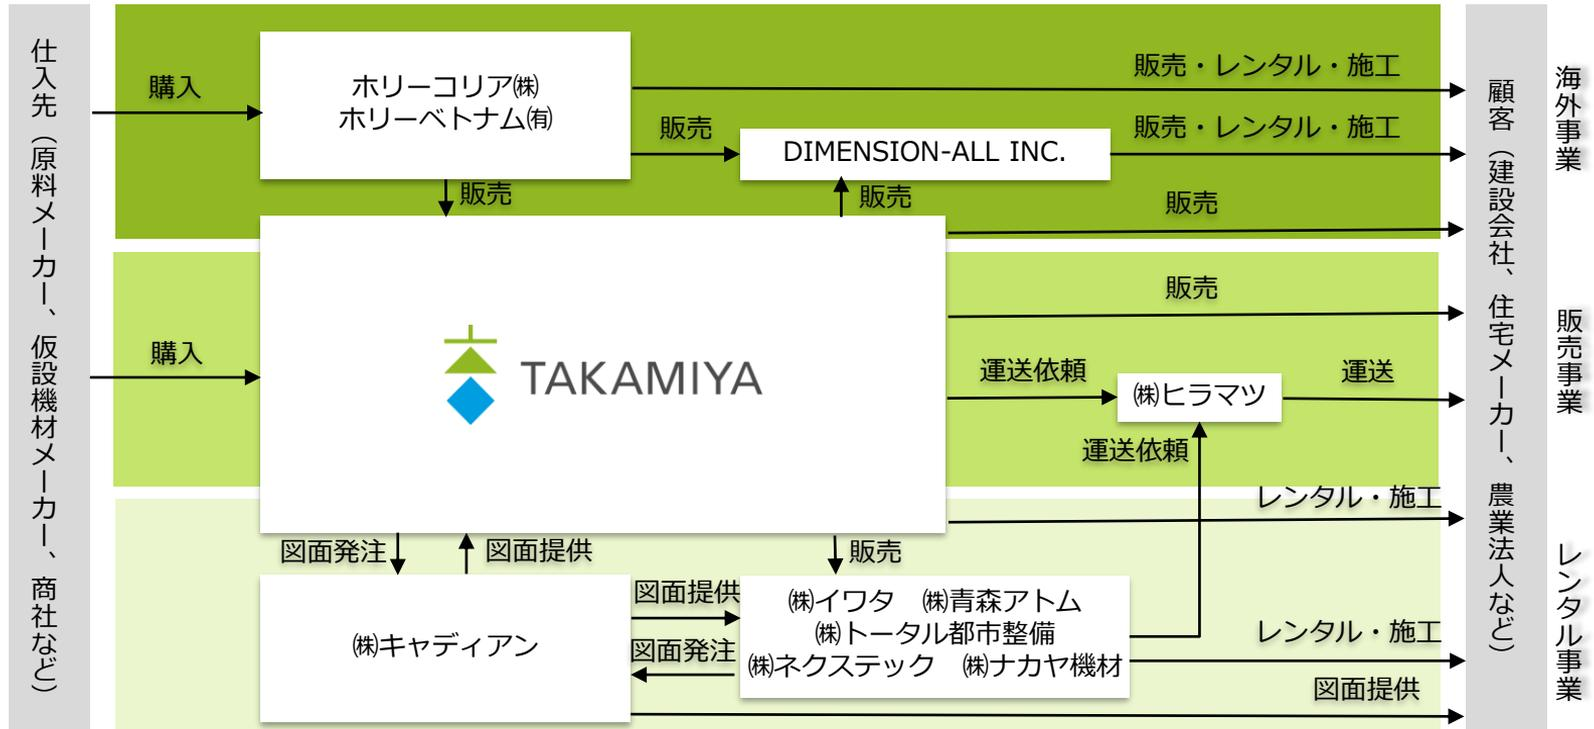 仕入先（原料メーカー、仮設機材メーカー、商社など）
購入
ホリーコリア㈱
ホリーベトナム㈲
販売・レンタル・施工
販売
DIMENSION-ALL INC.
販売・レンタル・施工
販売
販売
販売
購入
TAKAMIYA
販売
運送依頼
㈱ヒラマツ
運送
運送依頼
レンタル・施工
図面発注
図面提供
販売
㈱キャディアン
図面提供
図面発注
㈱イワタ　㈱青森アトム
㈱トータル都市整備
㈱ネクステック　㈱ナカヤ機材
レンタル・施工
図面提供
顧客（建設会社、住宅メーカー、農業法人など）
海外事業
販売事業
レンタル事業